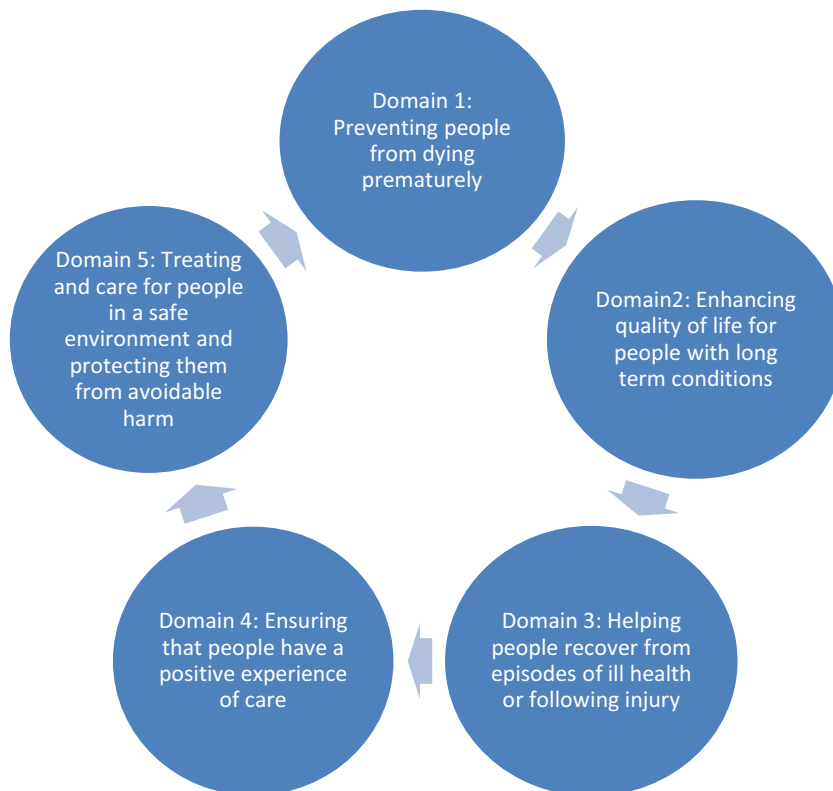 Domain 1:
Preventing people
from dying
prematurely
Domain2: Enhancing
quality of life for
people with long
term conditions
Domain 3: Helping
people recover from
episodes of ill health
or following injury
Domain 4: Ensuring
that people have a
positive experience
of care
Domain 5: Treating
and care for people
in a safe
environment and
protecting them
from avoidable
harm